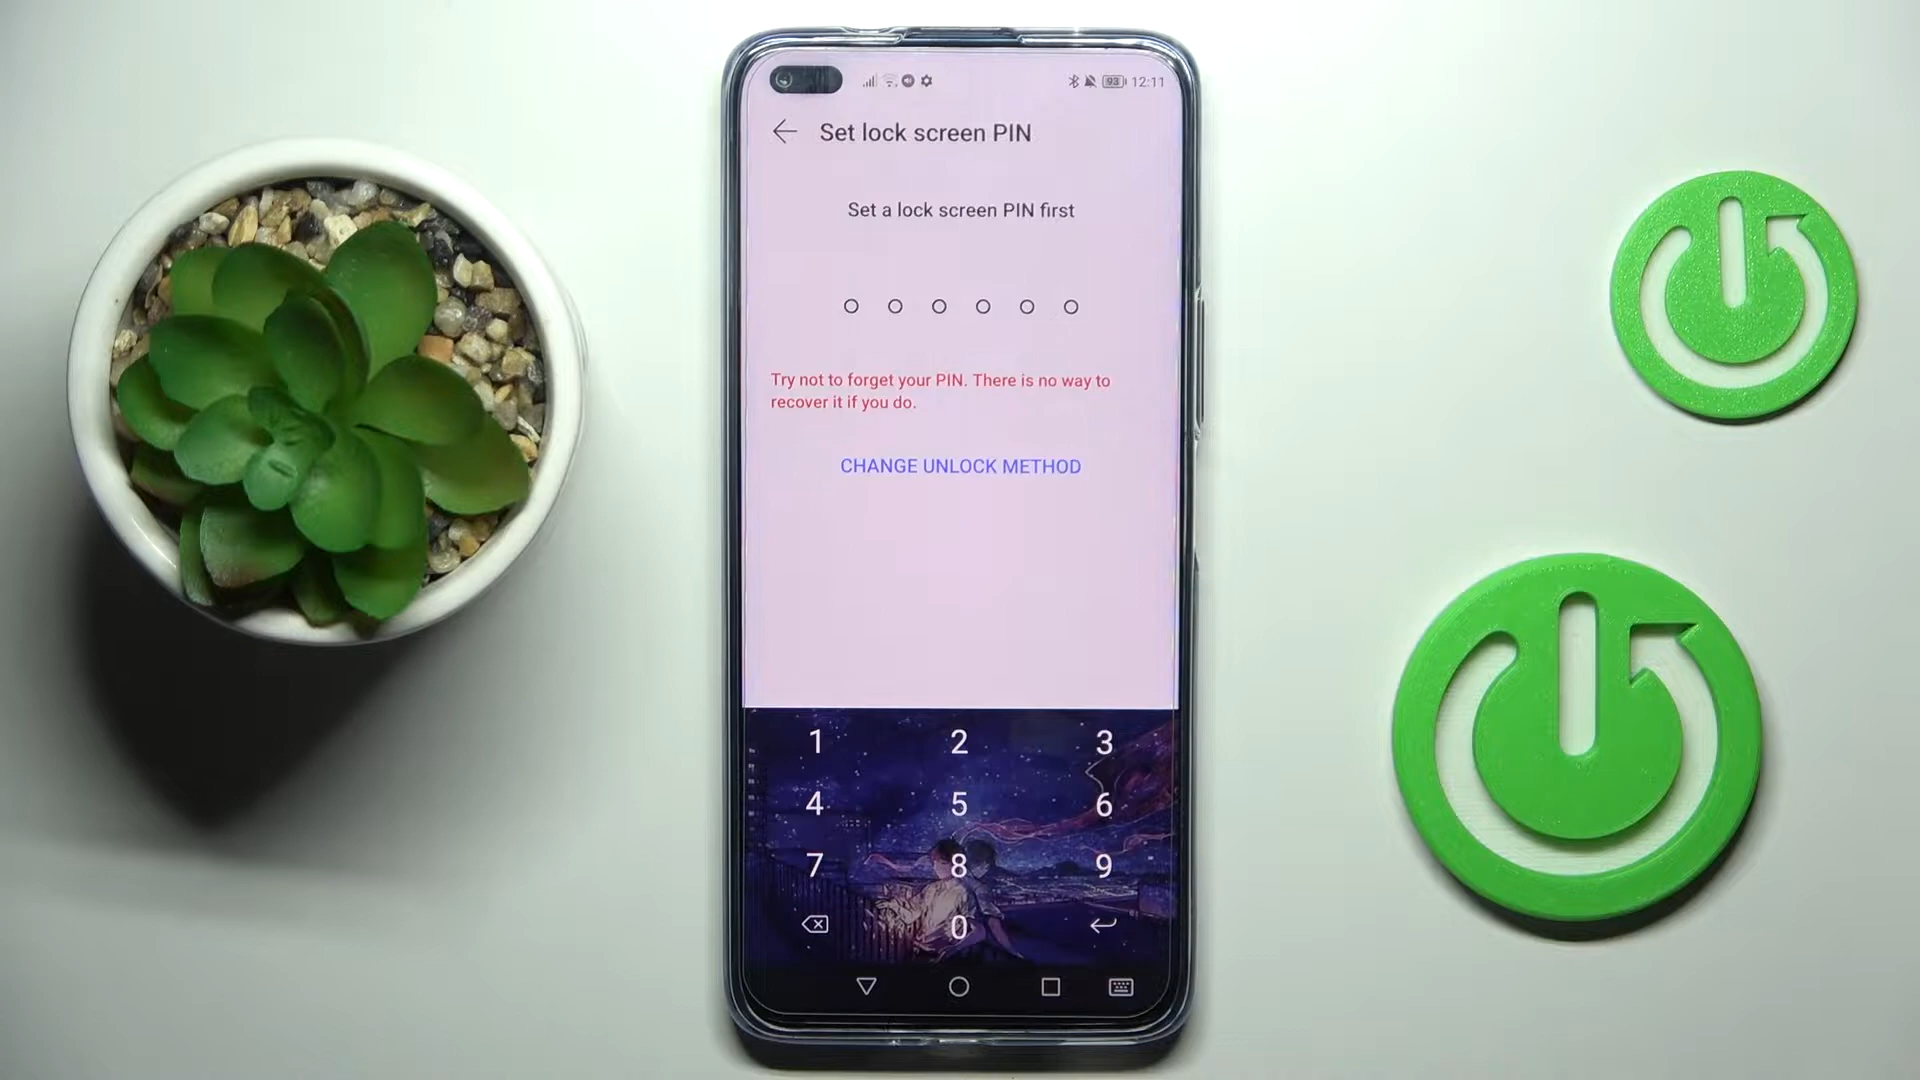 93 12:11
Set lock screen PIN
Set a lock screen PIN first
Try not to forget your PIN. There is no way to
recover it if you do.
CHANGE UNLOCK METHOD
1 2 3
4 5 6
7 8 9
0